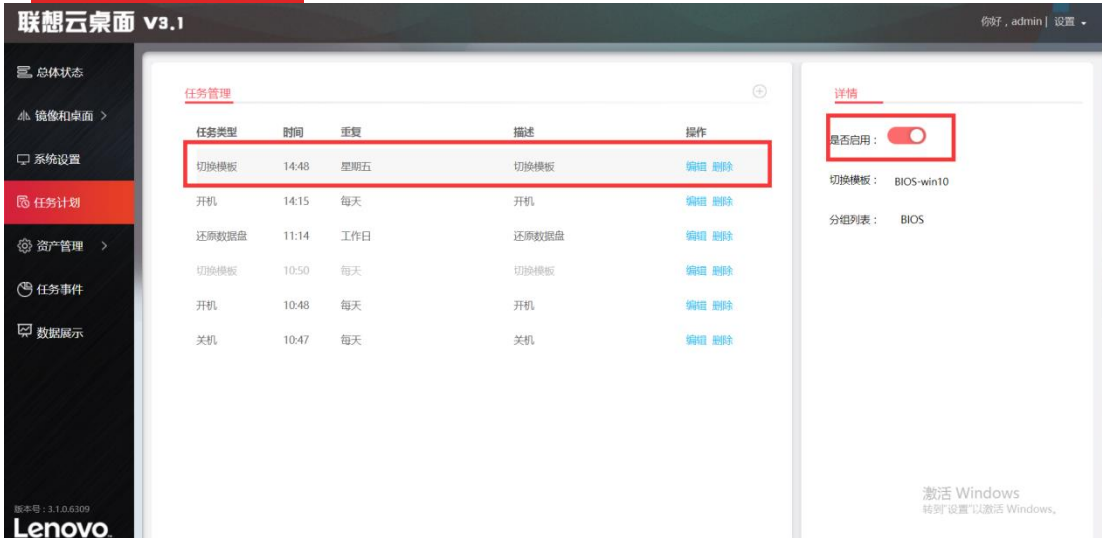 联想云桌面 V3.1
你好，admin | 设置
总体状态
镜像和桌面
系统设置
任务计划
资产管理
任务事件
数据展示
版本号：3.1.0.6309
Lenovo
任务管理
任务类型 时间 重复 描述 操作
切换模板 14:48 星期五 切换模板 编辑 删除
开机 14:15 每天 开机 编辑 删除
还原数据盘 11:14 工作日 还原数据盘 编辑 删除
切换模板 10:50 每天 切换模板 编辑 删除
开机 10:48 每天 开机 编辑 删除
关机 10:47 每天 关机 编辑 删除
详情
是否启用：
切换模板： BIOS-win10
分组列表： BIOS
激活 Windows
转到"设置"以激活 Windows。